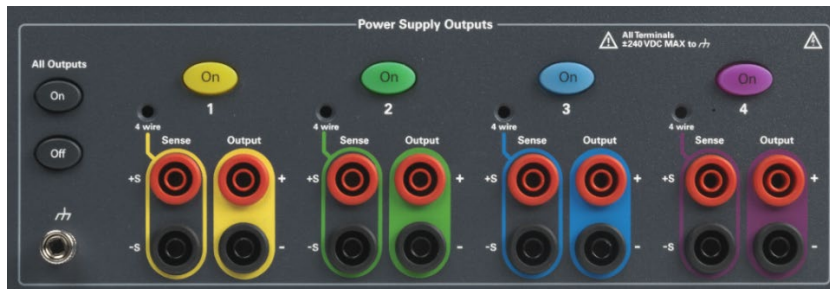 Power Supply Outputs
All Terminals
±240 VDC MAX to
All Outputs
On
Off
On
1
4 wire
Sense
Output
+S
+
-S
-
On
2
4 wire
Sense
Output
+S
+
-S
-
On
3
4 wire
Sense
Output
+S
+
-S
-
On
4
4 wire
Sense
Output
+S
+
-S
-